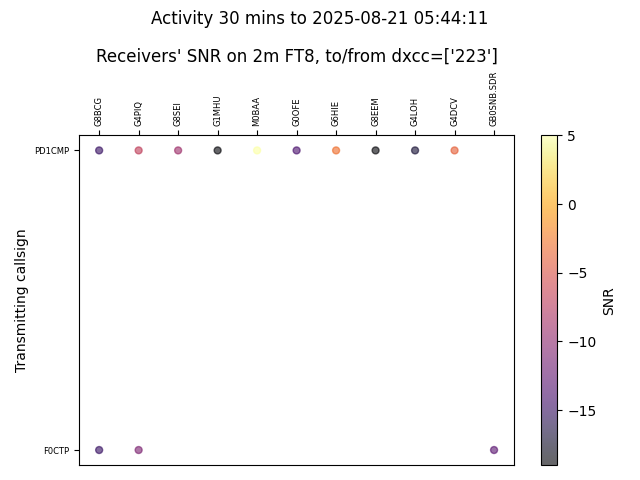 Activity 30 mins to 2025-08-21 05:44:11
Receivers' SNR on 2m FT8, to/from dxcc=['223']
G8BCG
G4PIQ
G8SEI
G1MHU
M0BAA
G0OFE
G6HIE
G8EEM
G4LOH
G4DCV
GB0SNB.SDR
PD1CMP
F0CTP
Transmitting callsign
5
0
−5
−10
−15
SNR